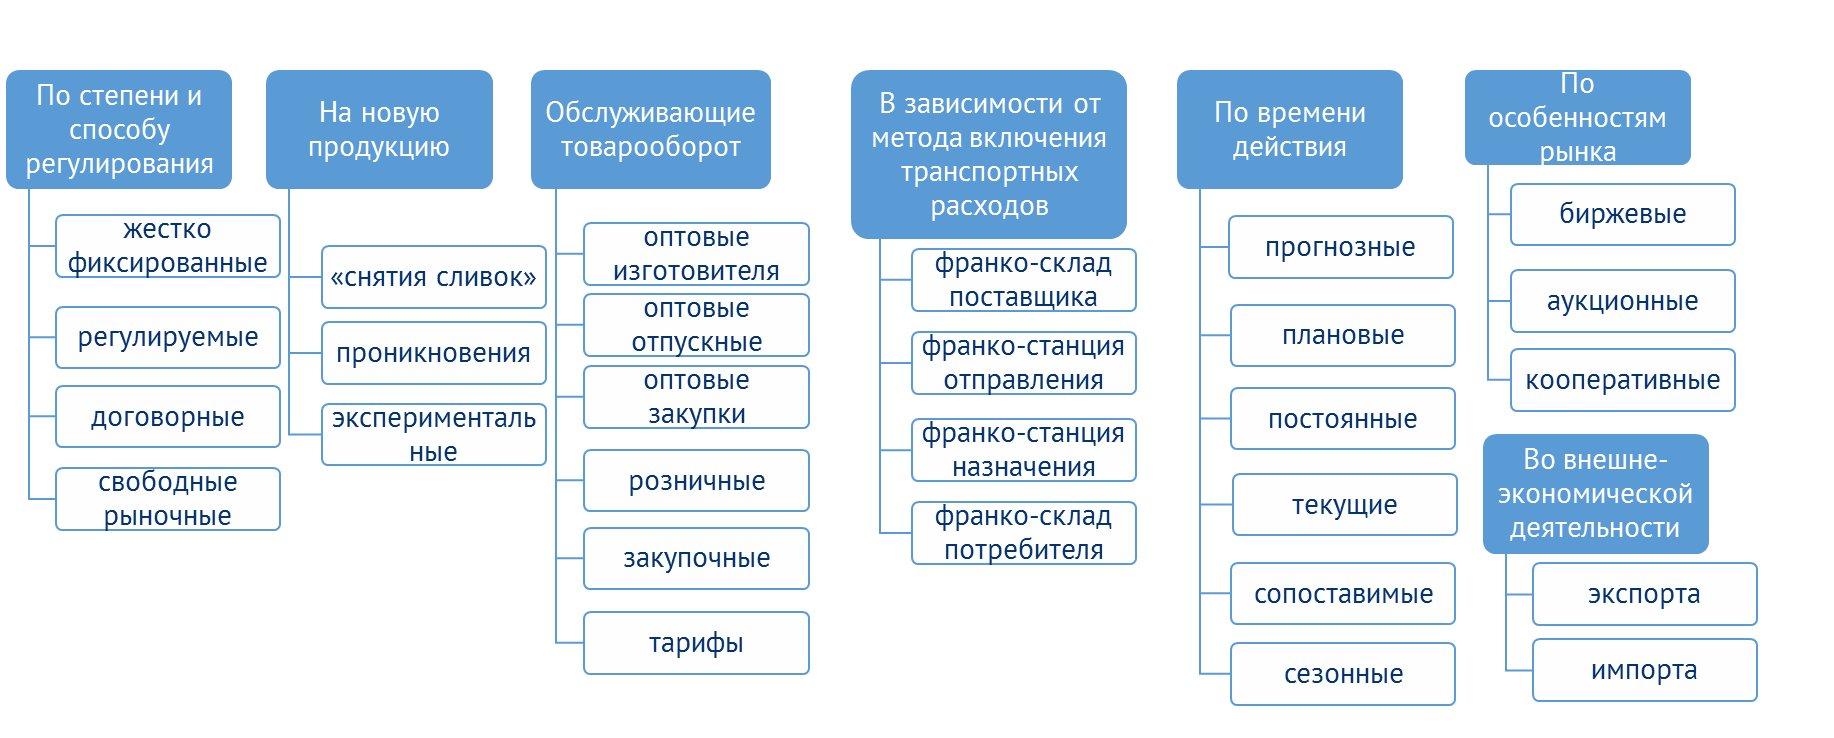 По степени и
способу
регулирования
жестко
фиксированные
регулируемые
договорные
свободные
рыночные
На новую
продукцию
«снятия сливок»
проникновения
эксперименталь
ные
Обслуживающие
товарооборот
оптовые
изготовителя
оптовые
отпускные
оптовые
закупки
розничные
закупочные
тарифы
В зависимости от
метода включения
транспортных
расходов
франко-склад
поставщика
франко-станция
отправления
франко-станция
назначения
франко-склад
потребителя
По времени
действия
прогнозные
плановые
постоянные
текущие
сопоставимые
сезонные
По
особенностям
рынка
биржевые
аукционные
кооперативные
Во внешне-
экономической
деятельности
экспорта
импорта